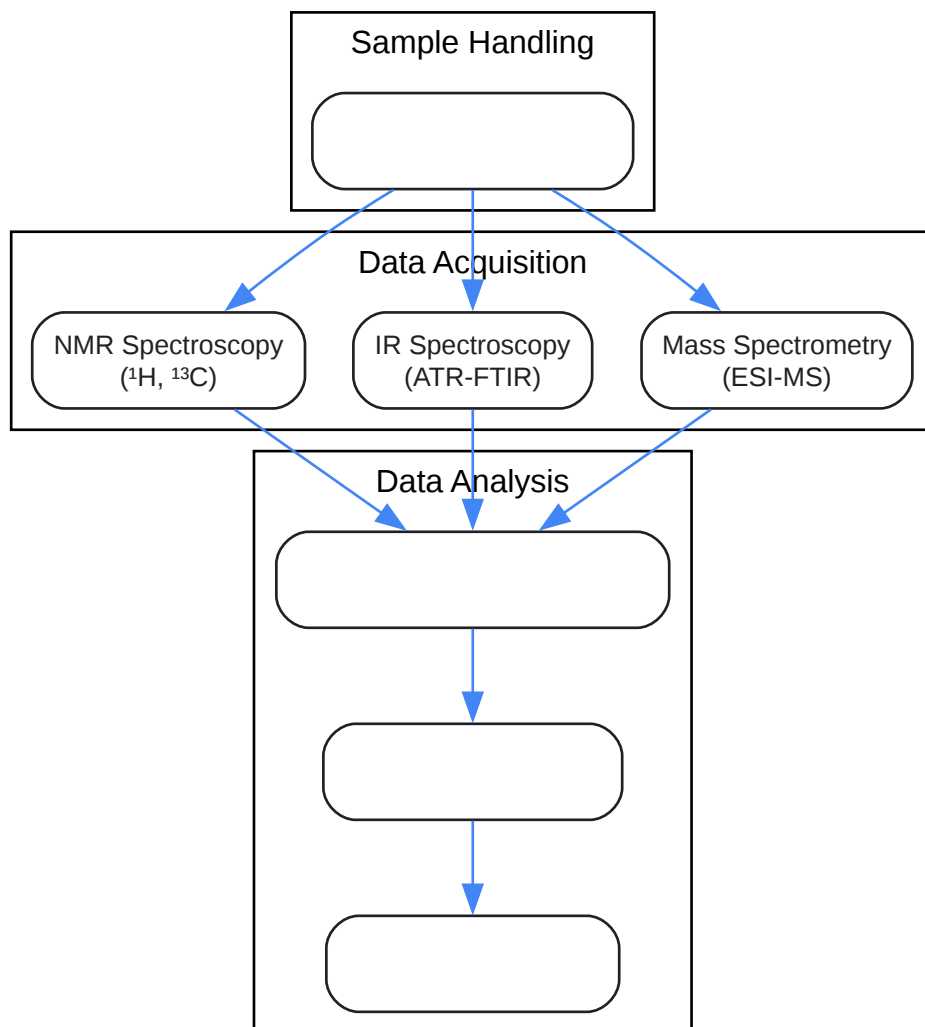 Sample Handling
Data Acquisition
NMR Spectroscopy
(¹H, ¹³C)
IR Spectroscopy
(ATR-FTIR)
Mass Spectrometry
(ESI-MS)
Data Analysis